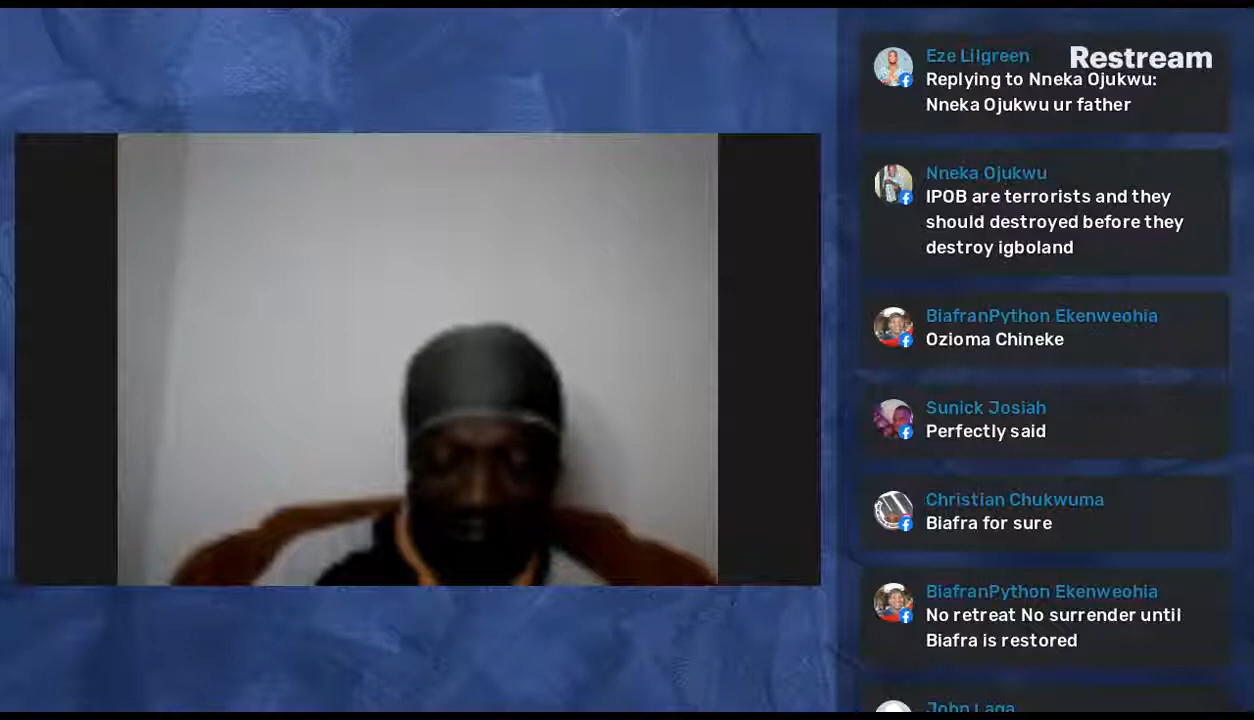 Restream
Eze Lilgreen
Replying to Nneka Ojukwu:
Nneka Ojukwu ur father
Nneka Ojukwu
IPOB are terrorists and they
should destroyed before they
destroy igboland
BiafranPython Ekenweohia
Ozioma Chineke
Sunick Josiah
Perfectly said
Christian Chukwuma
Biafra for sure
BiafranPython Ekenweohia
No retreat No surrender until
Biafra is restored
John Laga